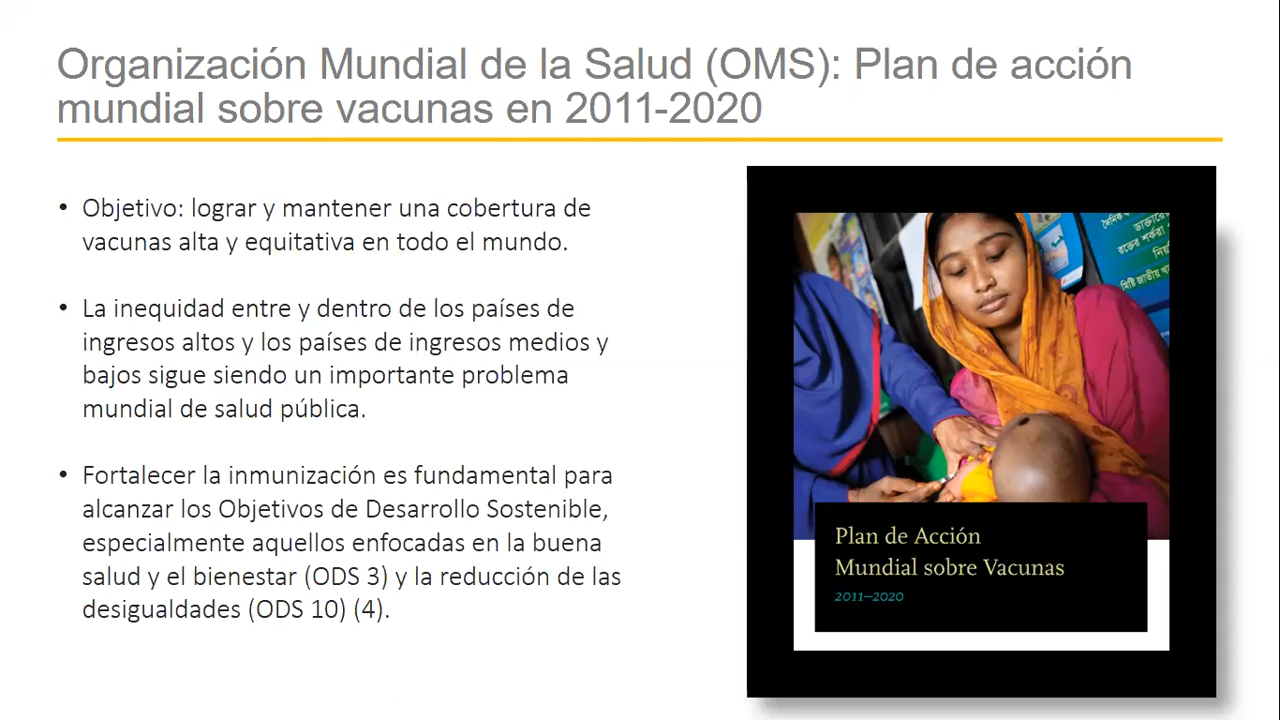 Organización Mundial de la Salud (OMS): Plan de acción
mundial sobre vacunas en 2011-2020
• Objetivo: lograr y mantener una cobertura de
vacunas alta y equitativa en todo el mundo.
• La inequidad entre y dentro de los países de
ingresos altos y los países de ingresos medios y
bajos sigue siendo un importante problema
mundial de salud pública.
• Fortalecer la inmunización es fundamental para
alcanzar los Objetivos de Desarrollo Sostenible,
especialmente aquellos enfocadas en la buena
salud y el bienestar (ODS 3) y la reducción de las
desigualdades (ODS 10) (4).
দৈনিক
ডাক্তারের
রক্তের শর্করা
মিষ্টি জাতীয়
Plan de Acción
Mundial sobre Vacunas
2011–2020